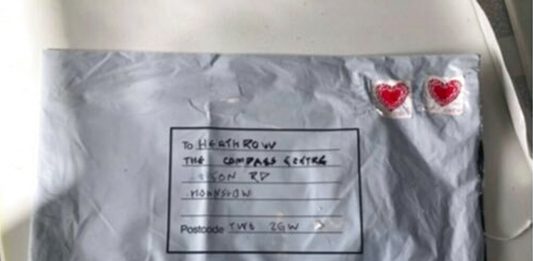 To HEATHROW
THE COMPASS CENTRE
RD
HOUNSLOW
Postcode TW6 2GW